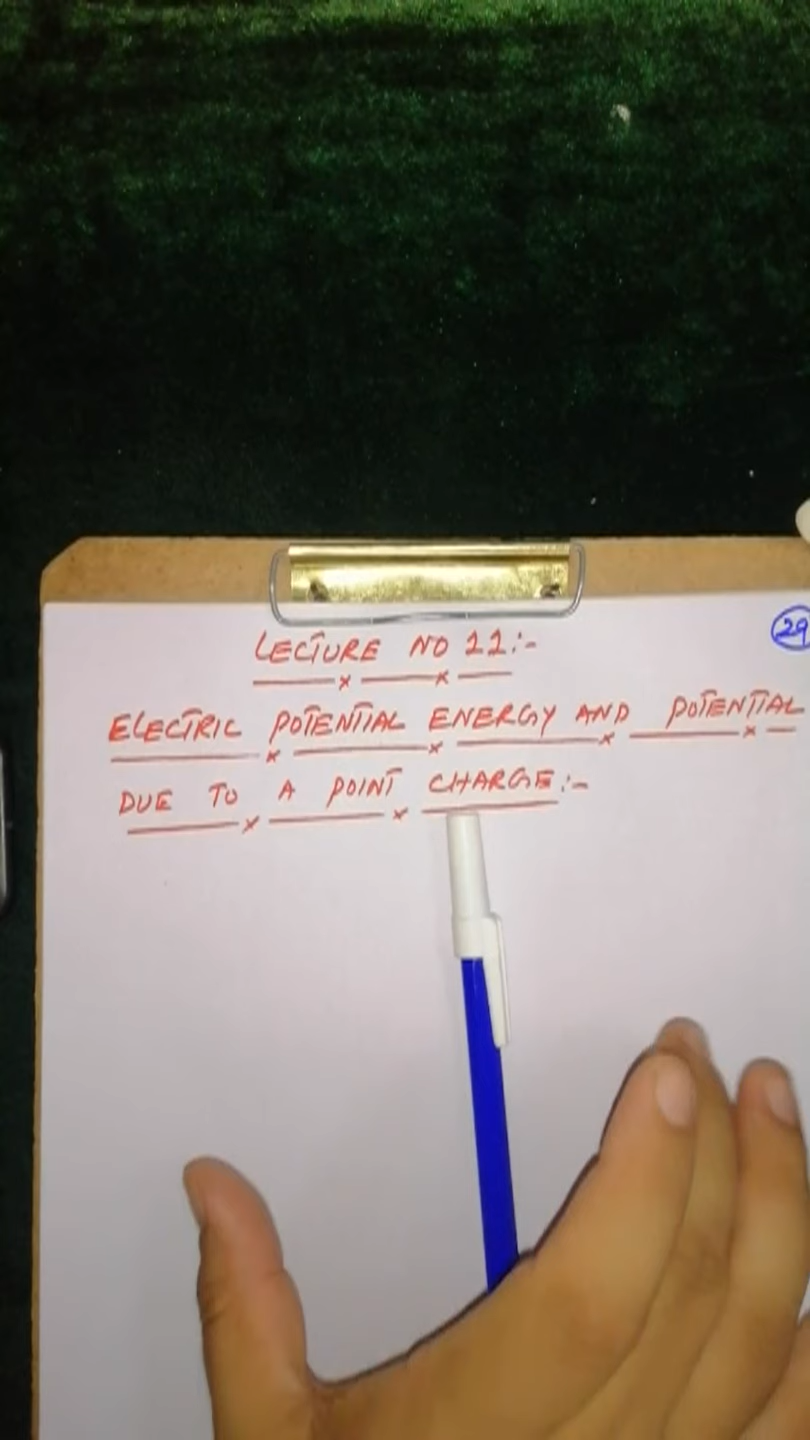 LECTURE NO 11:-
29
ELECTRIC POTENTIAL ENERGY AND POTENTIAL
DUE TO A POINT CHARGE:-